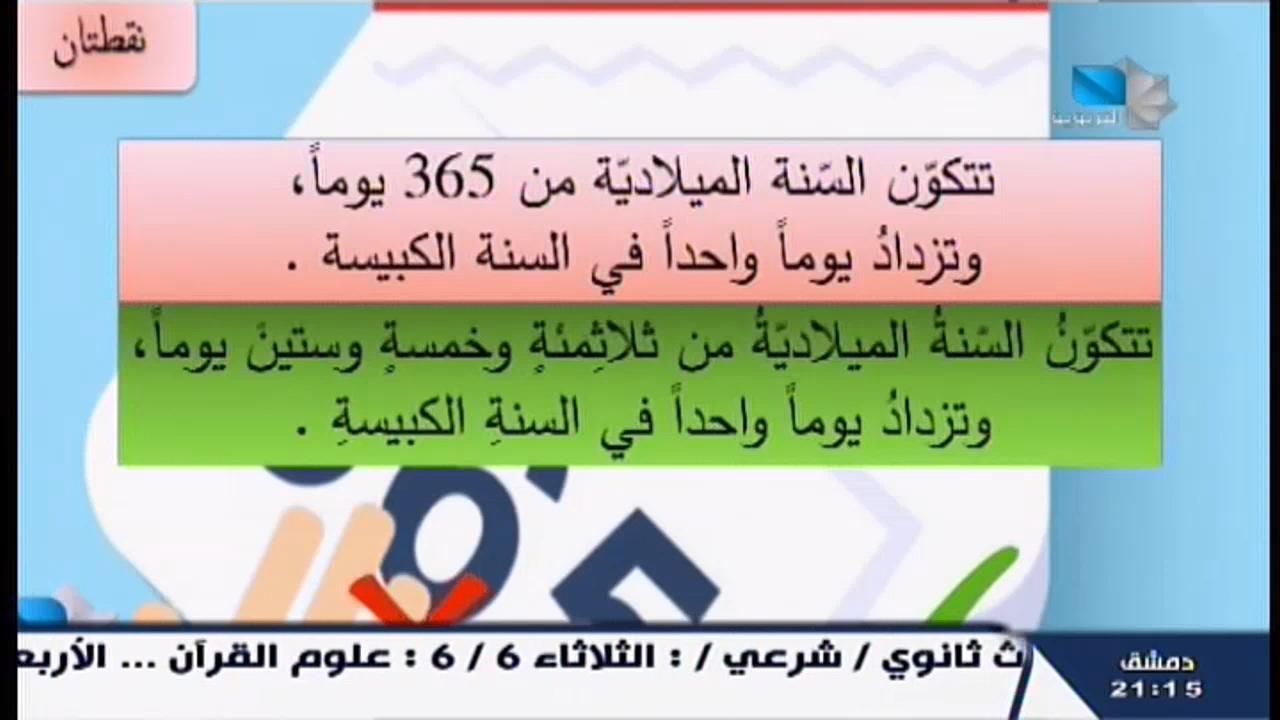 نقطتان
التربوية
تتكوّن السّنة الميلاديّة من 365 يوماً،
وتزدادُ يوماً واحداً في السنة الكبيسة .
تتكوّنُ السّنةُ الميلاديّةُ من ثلاثِمئةٍ وخمسةٍ وستينَ يوماً،
وتزدادُ يوماً واحداً في السنةِ الكبيسةِ .
ث ثانوي / شرعي / : الثلاثاء 6 / 6 : علوم القرآن ... الأربع
دمشق
21:15